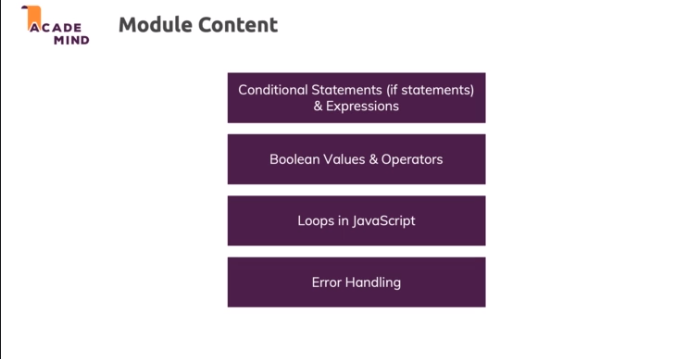 ACADE
MIND
Module Content
Conditional Statements (if statements)
& Expressions
Boolean Values & Operators
Loops in JavaScript
Error Handling